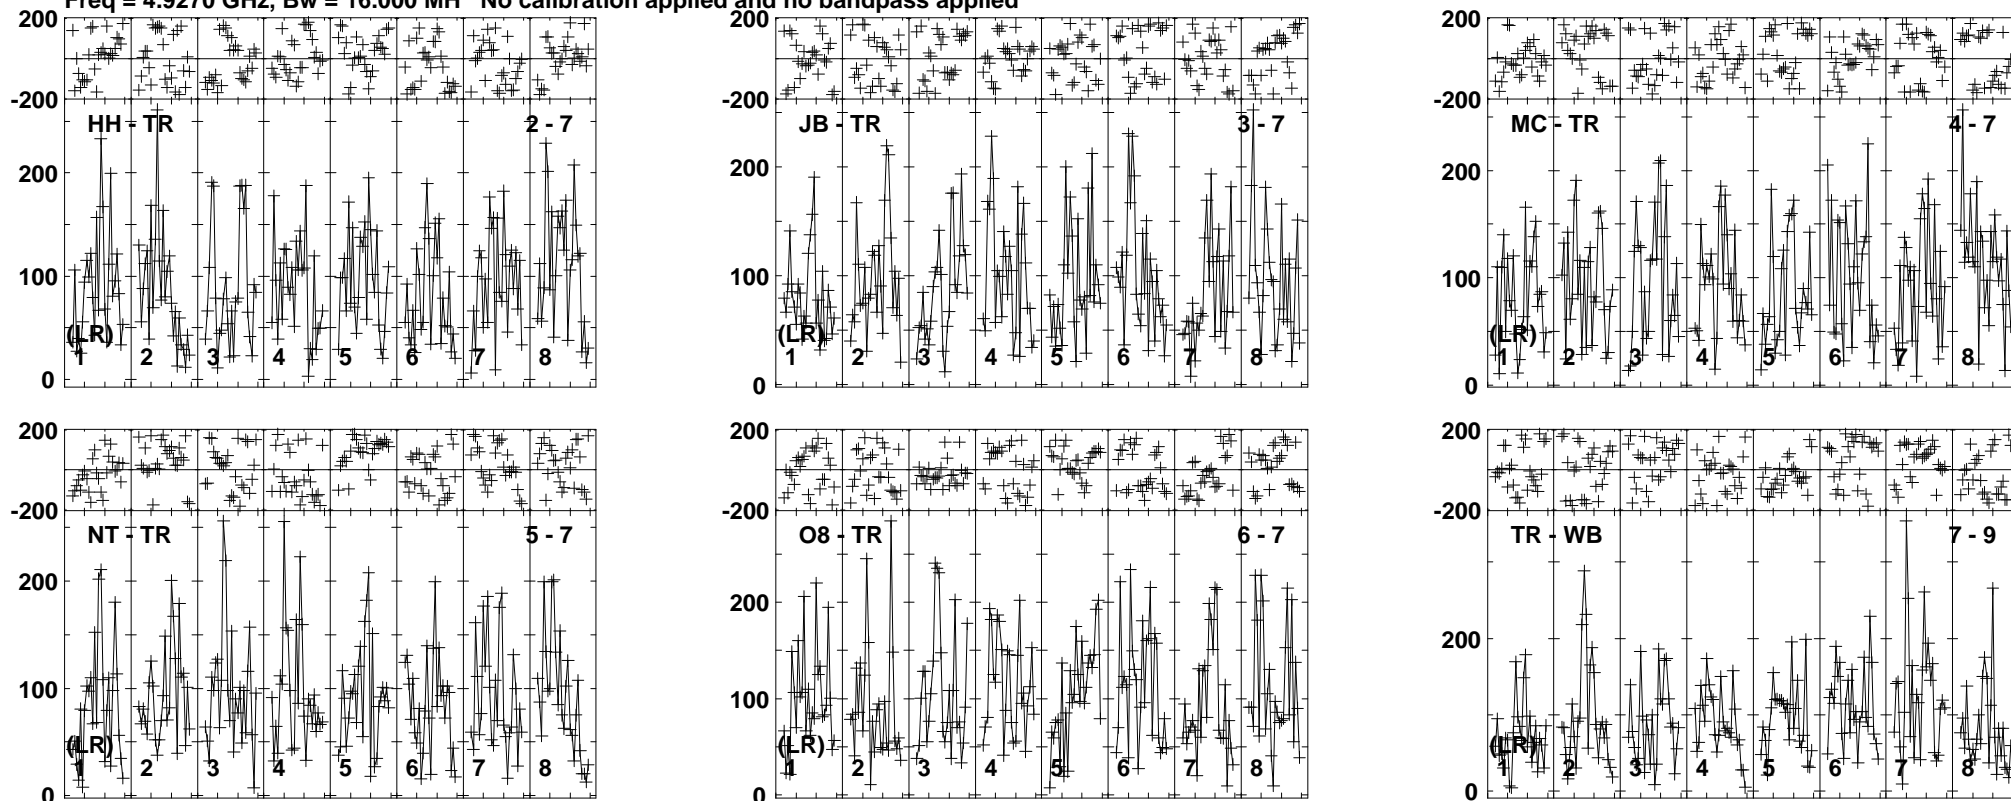 Freq = 4.9270 GHz, Bw = 16.000 MH No calibration applied and no bandpass applied
200 200 200
-200 -200 -200
HH - TR 2 - 7 JB - TR 3 - 7 MC - TR 4 - 7
200 200 200
100 100 100
(LR) (LR) (LR)
1 2 3 4 5 6 7 8 1 2 3 4 5 6 7 8 1 2 3 4 5 6 7 8
0 0 0
200 200 200
-200 -200 -200
NT - TR 5 - 7 O8 - TR 6 - 7 TR - WB 7 - 9
200 200 200
100 100
(LR) (LR) (LR)
1 2 3 4 5 6 7 8 1 2 3 4 5 6 7 8 1 2 3 4 5 6 7 8
0 0 0